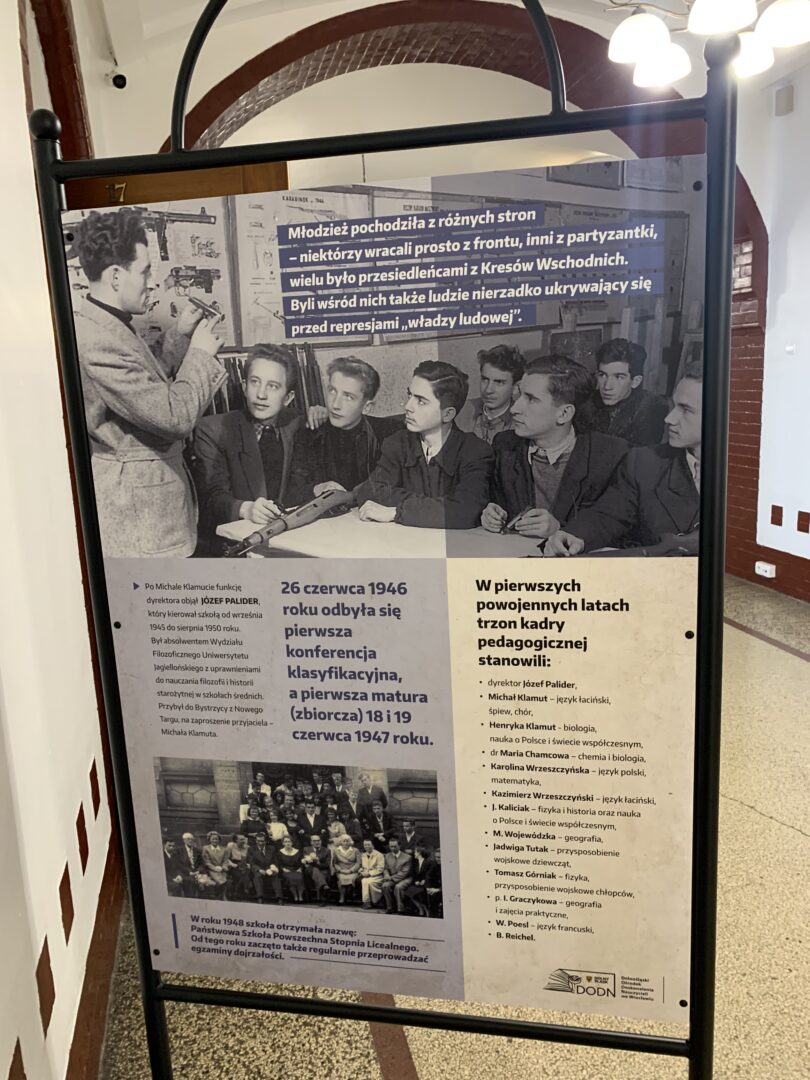 17
KARABINEK 1944
Młodzież pochodziła z różnych stron
– niektórzy wracali prosto z frontu, inni z partyzantki,
wielu było przesiedleńcami z Kresów Wschodnich.
Byli wśród nich także ludzie nierzadko ukrywający się
przed represjami „władzy ludowej”.
Po Michale Klamucie funkcję
dyrektora objął JÓZEF PALIDER,
który kierował szkołą od września
1945 do sierpnia 1950 roku.
Był absolwentem Wydziału
Filozoficznego Uniwersytetu
Jagiellońskiego z uprawnieniami
do nauczania filozofii i historii
starożytnej w szkołach średnich.
Przybył do Bystrzycy z Nowego
Targu, na zaproszenie przyjaciela –
Michała Klamuta.
26 czerwca 1946
roku odbyła się
pierwsza
konferencja
klasyfikacyjna,
a pierwsza matura
(zbiorcza) 18 i 19
czerwca 1947 roku.
W roku 1948 szkoła otrzymała nazwę:
Państwowa Szkoła Powszechna Stopnia Licealnego.
Od tego roku zaczęto także regularnie przeprowadzać
egzaminy dojrzałości.
W pierwszych
powojennych latach
trzon kadry
pedagogicznej
stanowili:
• dyrektor Józef Palider,
• Michał Klamut – język łaciński,
śpiew, chór,
• Henryka Klamut - biologia,
nauka o Polsce i świecie współczesnym,
• dr Maria Chamcowa – chemia i biologia,
• Karolina Wrzeszczyńska – język polski,
matematyka,
• Kazimierz Wrzeszczyński – język łaciński,
• J. Kaliciak – fizyka i historia oraz nauka
o Polsce i świecie współczesnym,
• M. Wojewódzka – geografia,
• Jadwiga Tutak – przysposobienie
wojskowe dziewcząt,
• Tomasz Górniak – fizyka,
przysposobienie wojskowe chłopców,
• p. I. Graczykowa – geografia
i zajęcia praktyczne,
• W. Poesl – język francuski,
• B. Reichel.
DODN
Dolnośląski
Ośrodek
Doskonalenia
Nauczycieli
we Wrocławiu